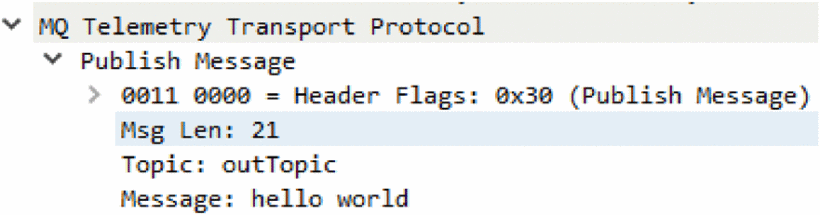 MQ Telemetry Transport Protocol
Publish Message
0011 0000 = Header Flags: 0x30 (Publish Message)
Msg Len: 21
Topic: outTopic
Message: hello world